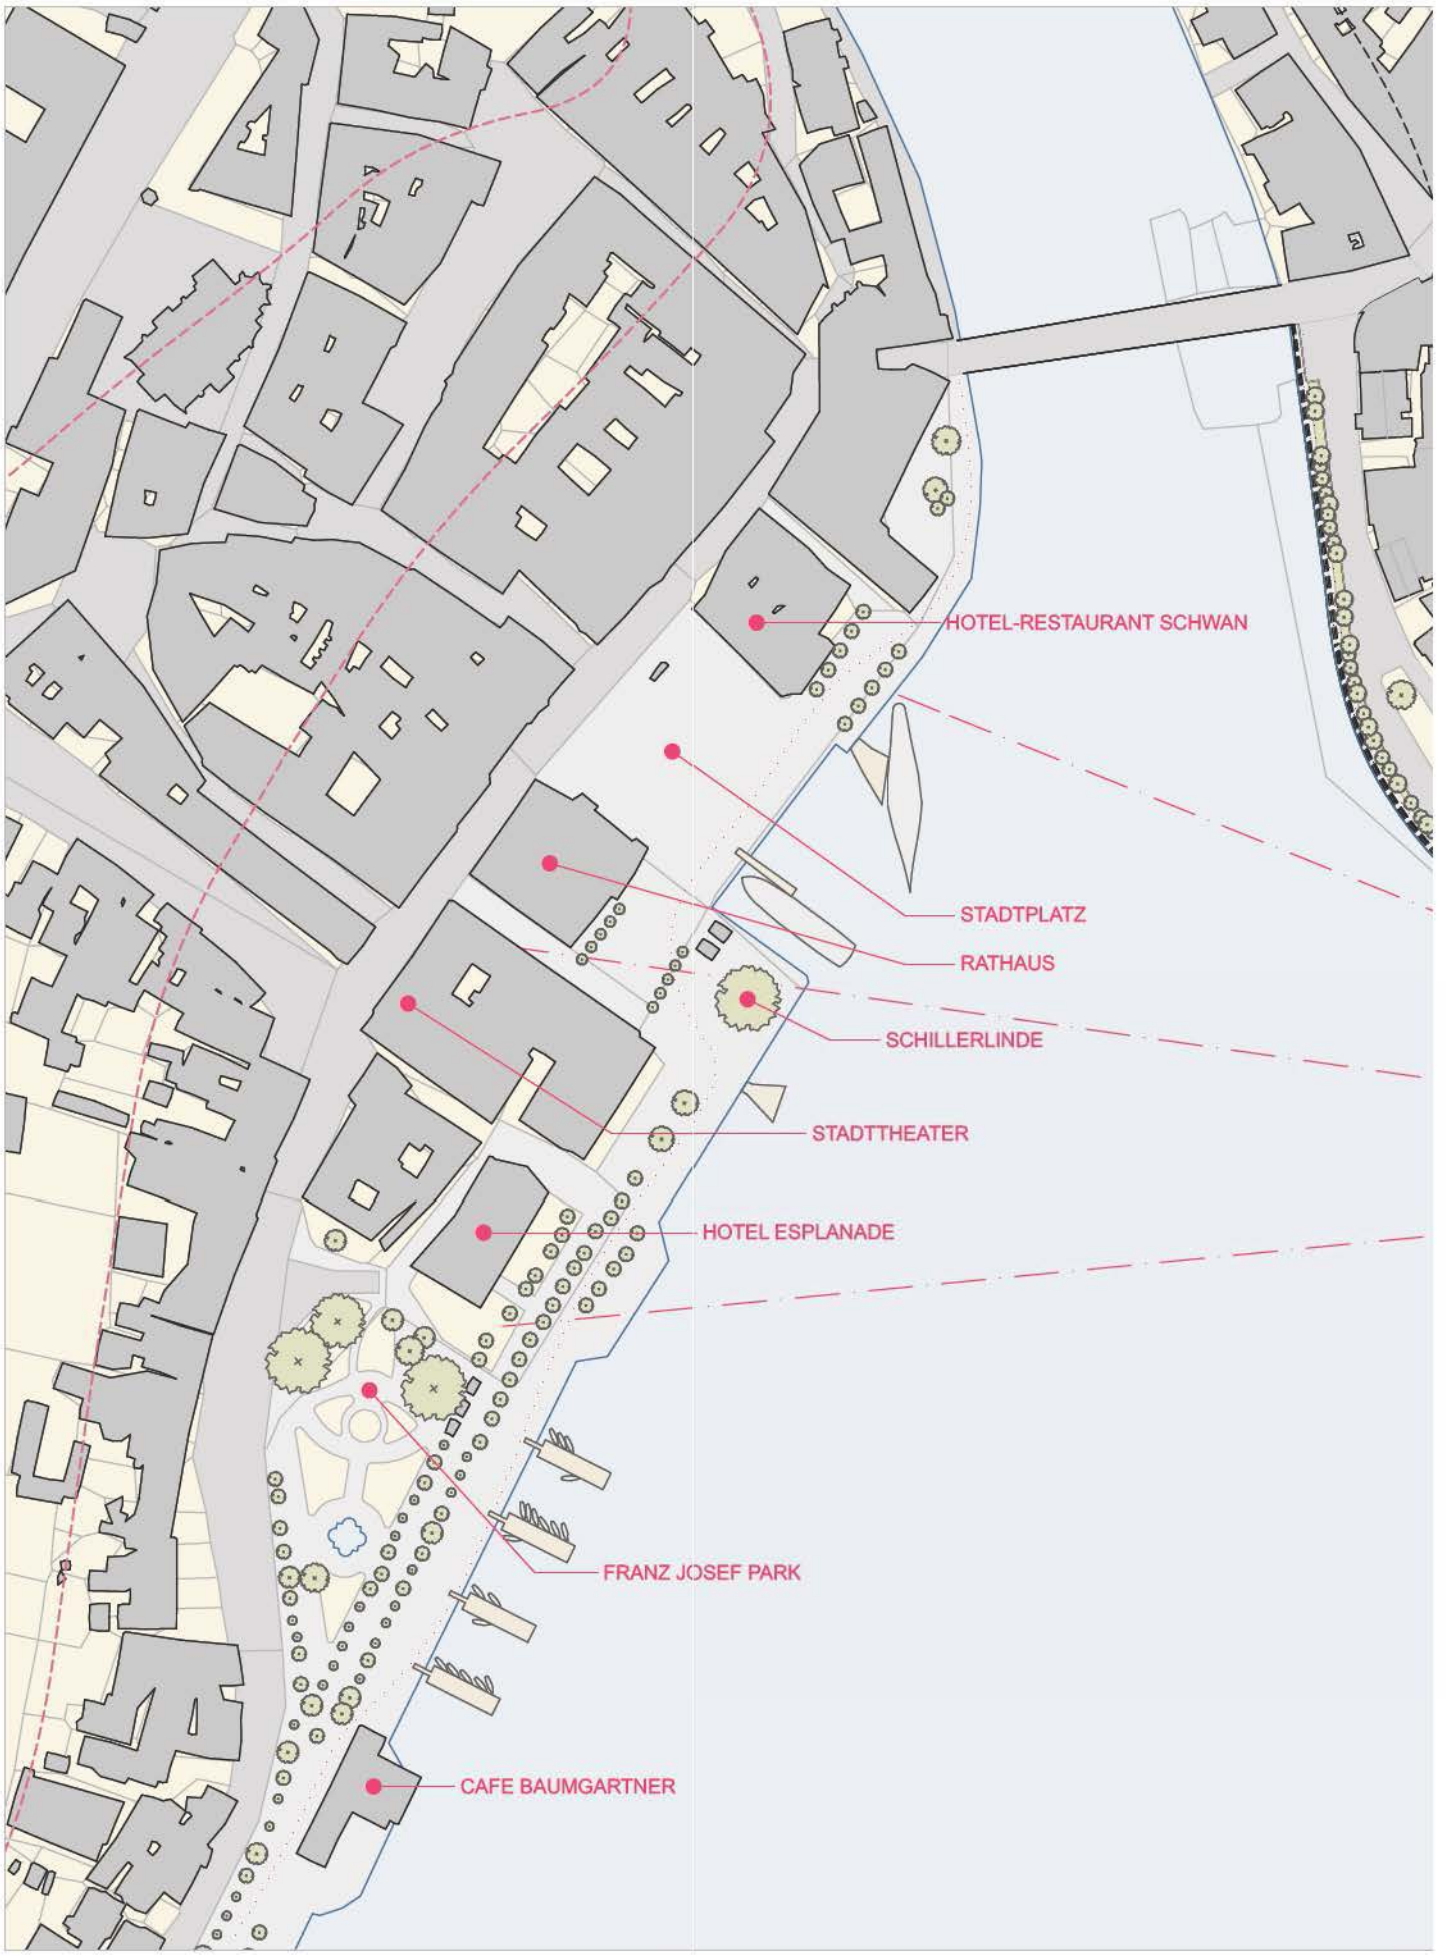 HOTEL-RESTAURANT SCHWAN
STADTPLATZ
RATHAUS
SCHILLERLINDE
STADTTHEATER
HOTEL ESPLANADE
FRANZ JOSEF PARK
CAFE BAUMGARTNER